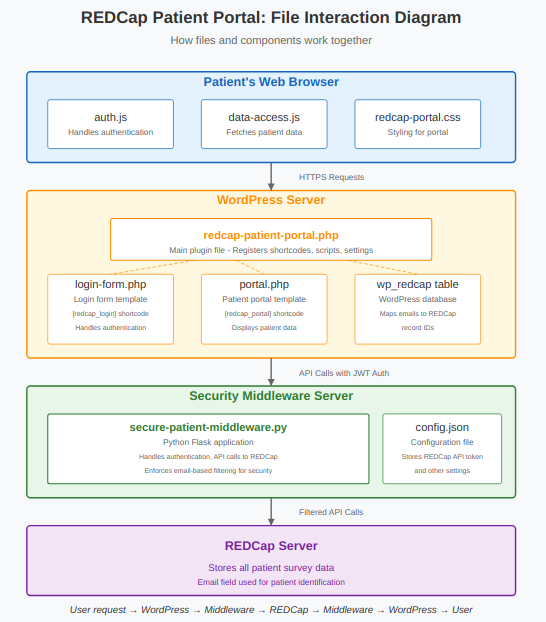 REDCap Patient Portal: File Interaction Diagram
How files and components work together
Patient's Web Browser
auth.js
Handles authentication
data-access.js
Fetches patient data
redcap-portal.css
Styling for portal
HTTPS Requests
WordPress Server
redcap-patient-portal.php
Main plugin file - Registers shortcodes, scripts, settings
login-form.php
Login form template
[redcap_login] shortcode
Handles authentication
portal.php
Patient portal template
[redcap_portal] shortcode
Displays patient data
wp_redcap table
WordPress database
Maps emails to REDCap
record IDs
API Calls with JWT Auth
Security Middleware Server
secure-patient-middleware.py
Python Flask application
Handles authentication, API calls to REDCap
Enforces email-based filtering for security
config.json
Configuration file
Stores REDCap API token
and other settings
Filtered API Calls
REDCap Server
Stores all patient survey data
Email field used for patient identification
User request → WordPress → Middleware → REDCap → Middleware → WordPress → User